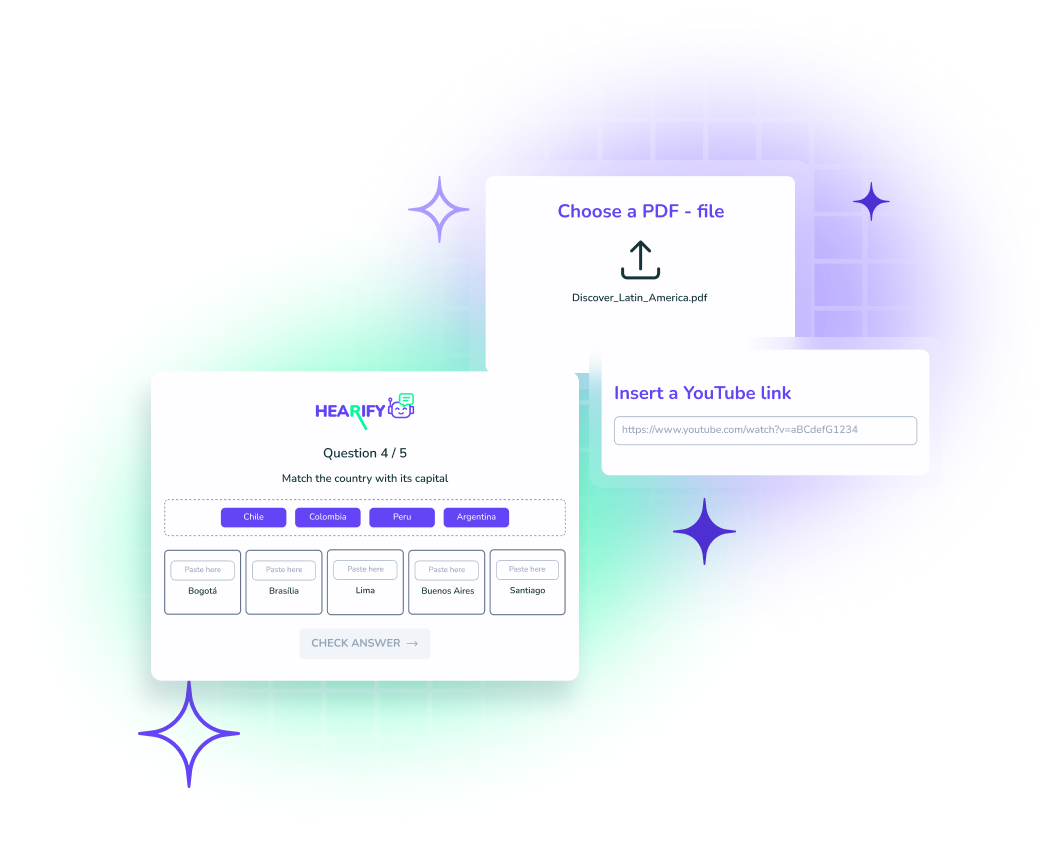 Choose a PDF - file
Discover_Latin_America.pdf
Insert a YouTube link
https://www.youtube.com/watch?v=aBCdefG1234
HEARIFY
Question 4 / 5
Match the country with its capital
Chile Colombia Peru Argentina
Paste here Paste here Paste here Paste here Paste here
Bogotá Brasília Lima Buenos Aires Santiago
CHECK ANSWER →